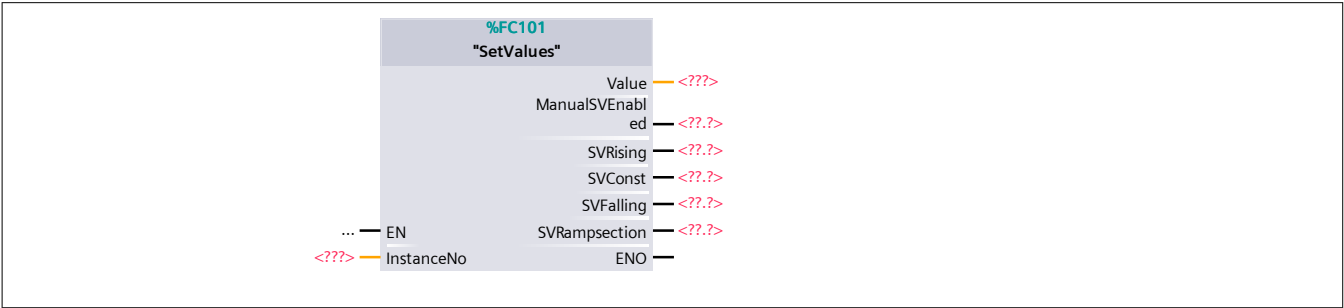 %FC101
"SetValues"
Value <???>
ManualSVEnabl
ed <??.?>
SVRising <??.?>
SVConst <??.?>
SVFalling <??.?>
... EN SVRampsection <??.?>
<???> InstanceNo ENO